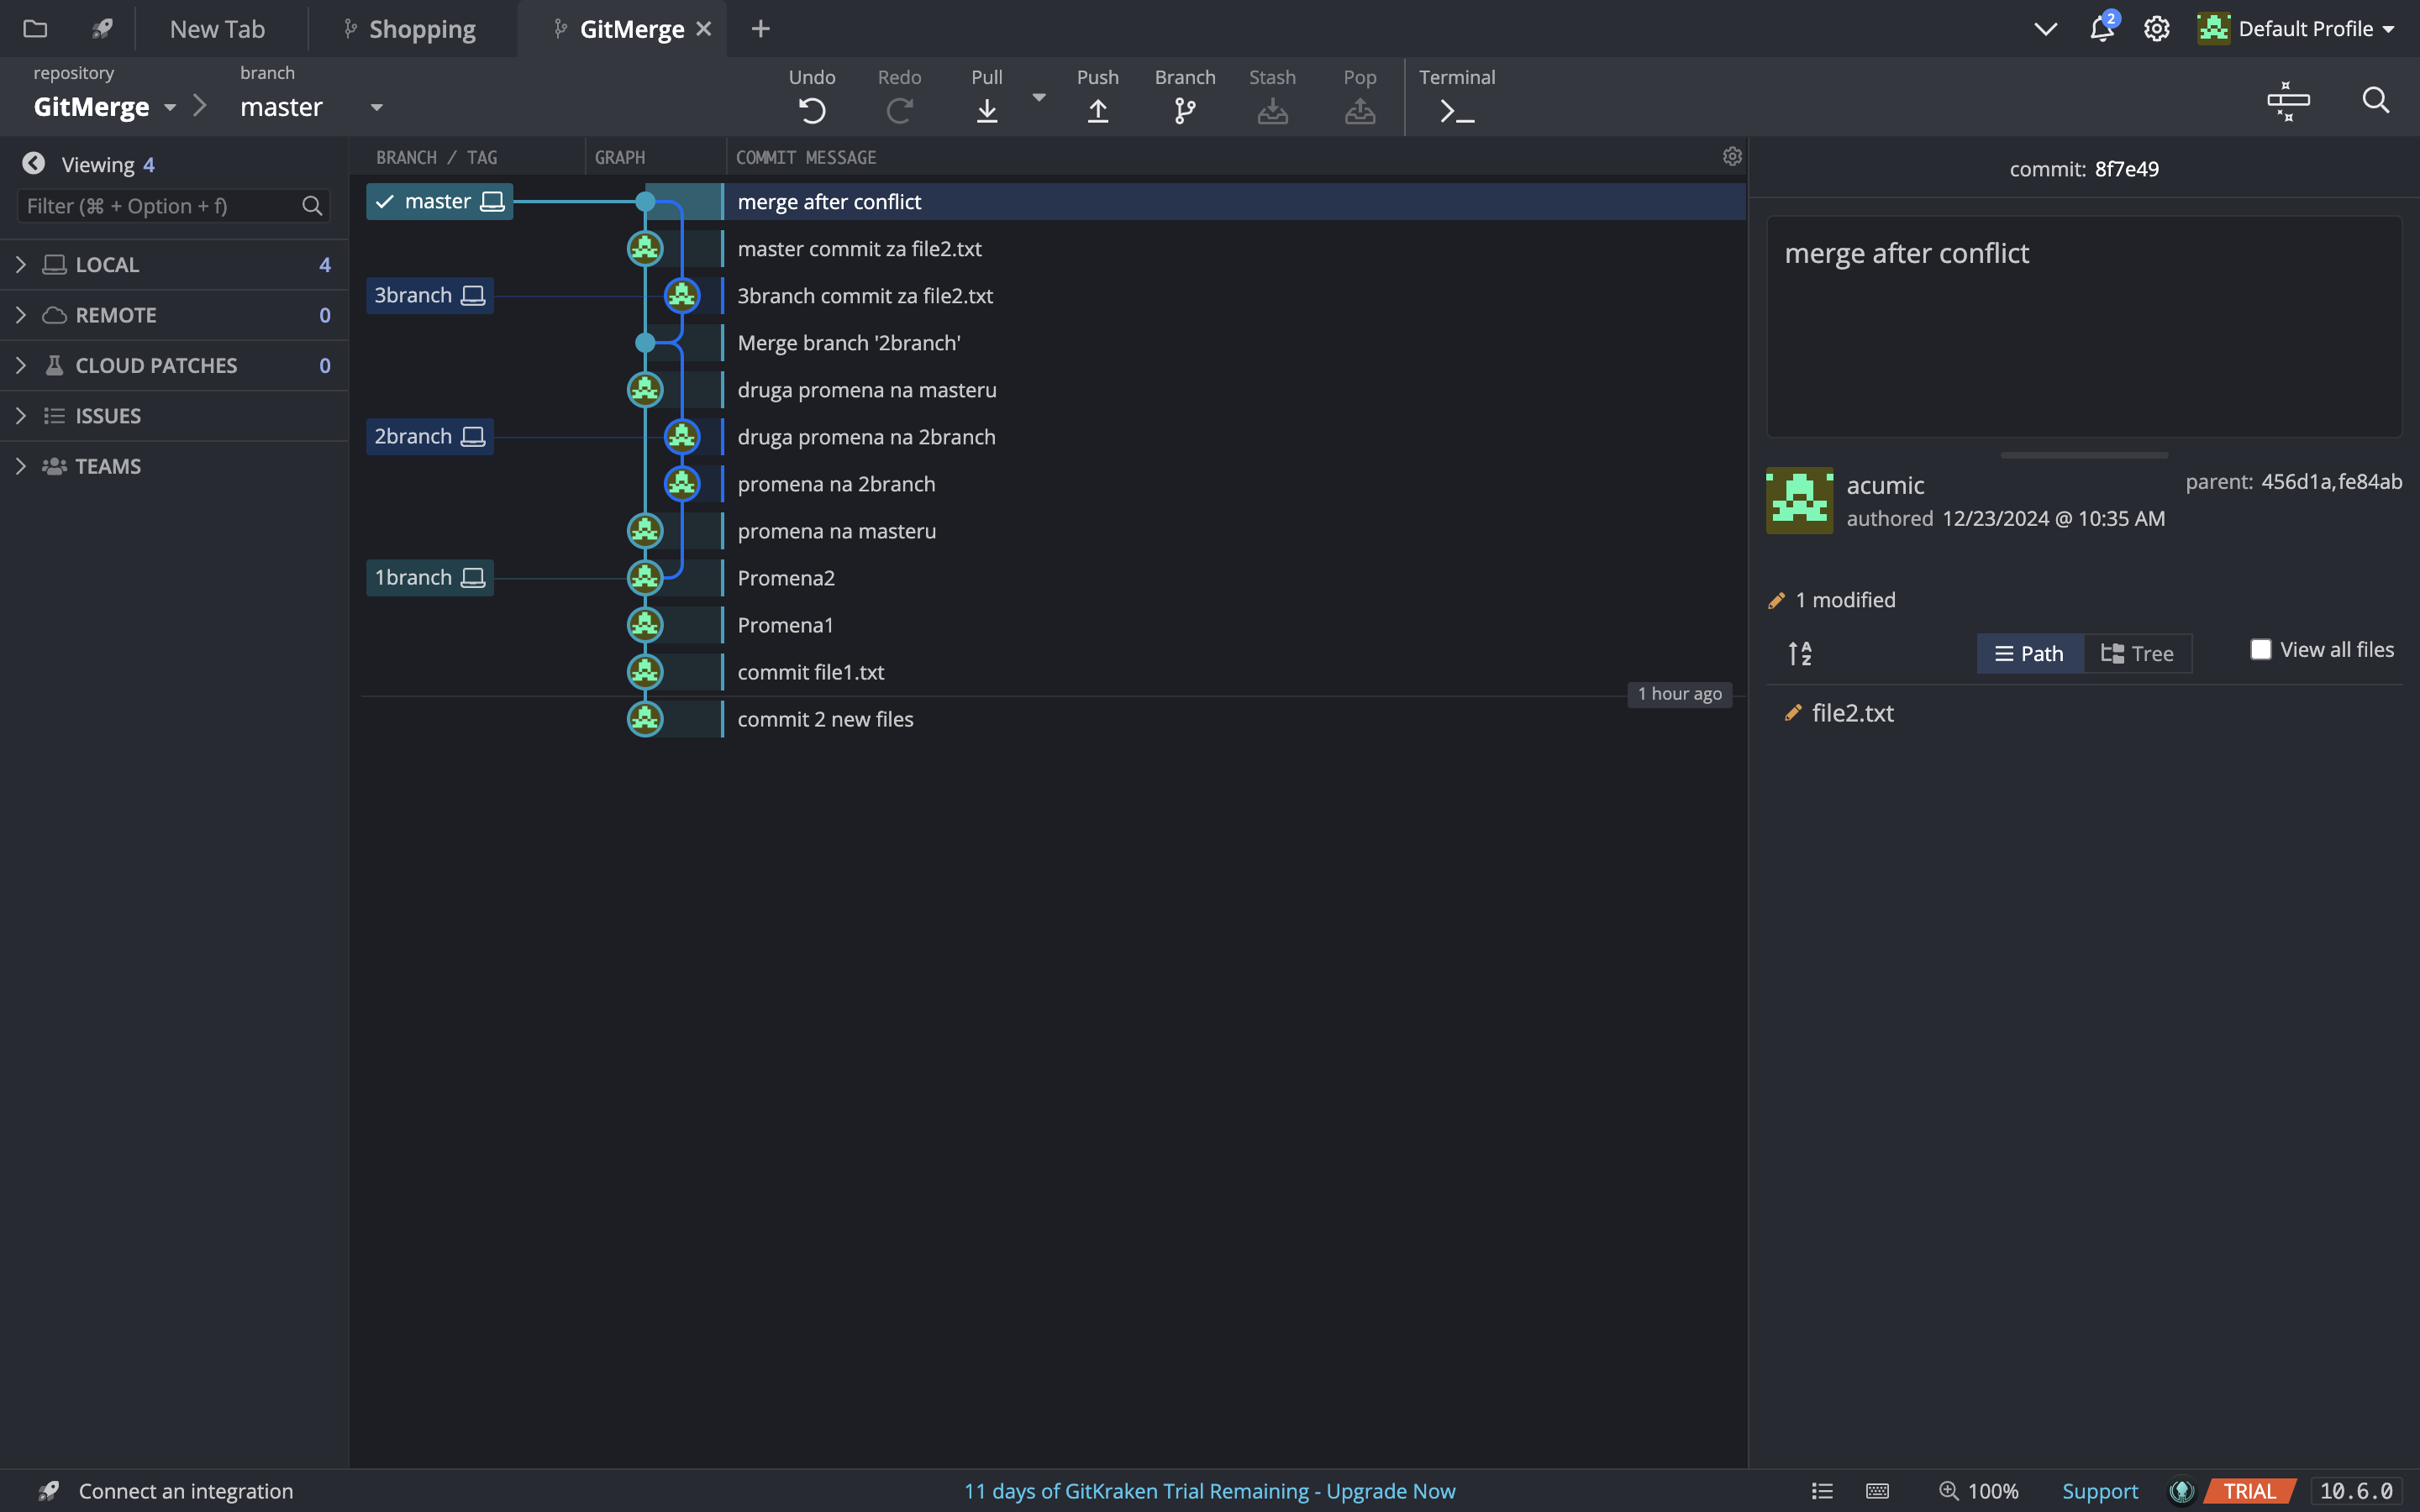 New Tab
Shopping
GitMerge
2
Default Profile
repository
GitMerge
branch
master
Undo
Redo
Pull
Push
Branch
Stash
Pop
Terminal
Viewing 4
Filter (⌘ + Option + f)
LOCAL 4
REMOTE 0
CLOUD PATCHES 0
ISSUES
TEAMS
BRANCH / TAG
GRAPH
COMMIT MESSAGE
master
merge after conflict
master commit za file2.txt
3branch
3branch commit za file2.txt
Merge branch '2branch'
druga promena na masteru
2branch
druga promena na 2branch
promena na 2branch
promena na masteru
1branch
Promena2
Promena1
commit file1.txt
1 hour ago
commit 2 new files
commit: 8f7e49
merge after conflict
acumic
authored 12/23/2024 @ 10:35 AM
parent: 456d1a,fe84ab
1 modified
A
Z
Path
Tree
View all files
file2.txt
Connect an integration
11 days of GitKraken Trial Remaining - Upgrade Now
100%
Support
TRIAL
10.6.0